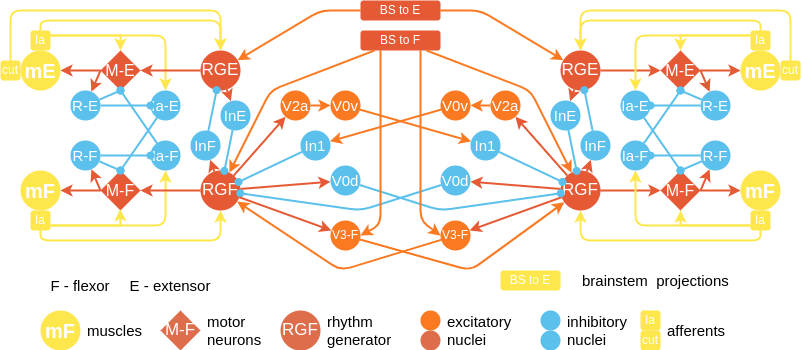 BS to E
BS to F
Ia Ia
cut mE M-E RGE RGE M-E mE cut
R-E Ia-E InE V2a V0v V0v V2a InE Ia-E R-E
R-F Ia-F InF In1 In1 InF Ia-F R-F
mF M-F RGF V0d V0d RGF M-F mF
Ia Ia
V3-F V3-F
BS to E brainstem projections
F - flexor E - extensor
mF muscles M-F motor neurons RGF rhythm generator excitatory nuclei inhibitory nuclei Ia cut afferents